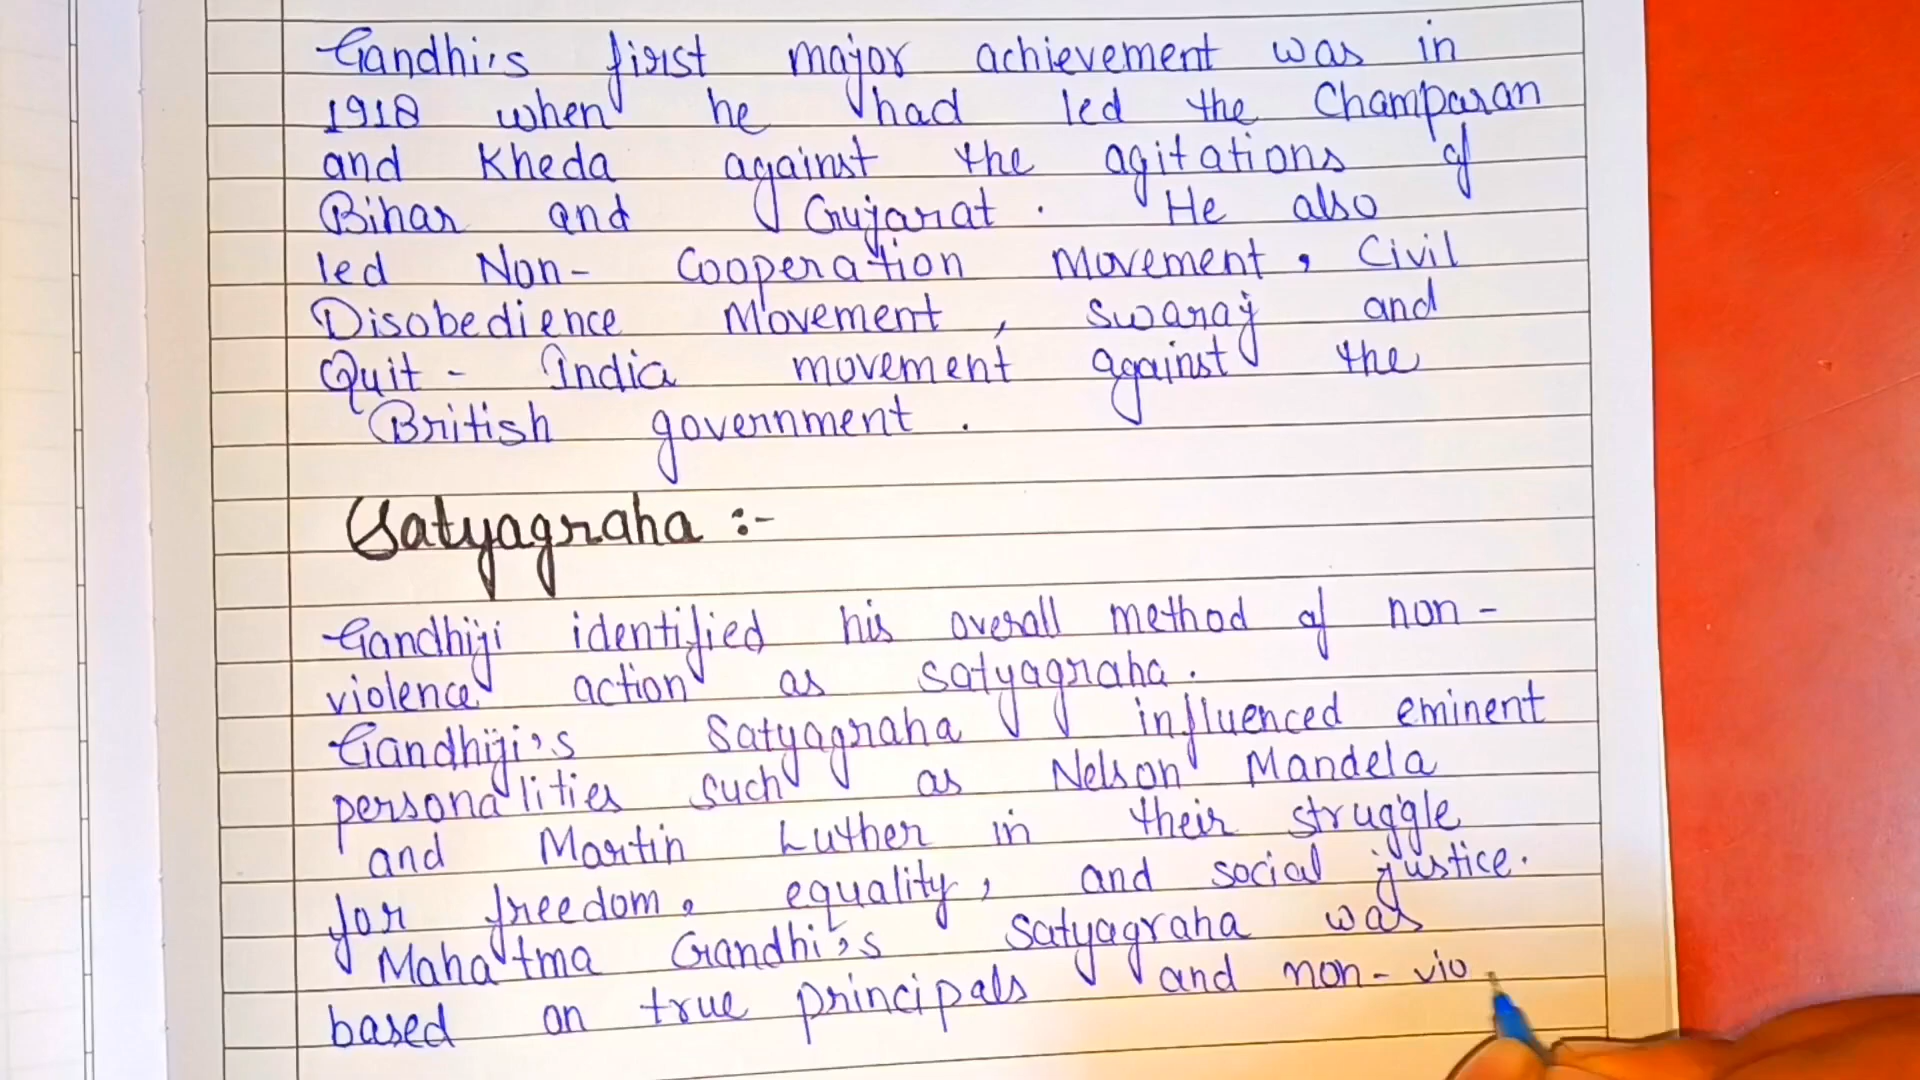 Gandhi's first major achievement was in
1918 when he had led the Champaran
and Kheda against the agitations of
Bihar and Gujarat. He also
led Non-Cooperation Movement, Civil
Disobedience Movement, Swaraj and
Quit-India movement against the
British government.
Satyagraha :-
Gandhiji identified his overall method of non-
violence action as satyagraha.
Gandhiji's Satyagraha influenced eminent
personalities such as Nelson Mandela
and Martin Luther in their struggle
for freedom, equality, and social justice.
Mahatma Gandhi's satyagraha was
based on true principals and non-vio